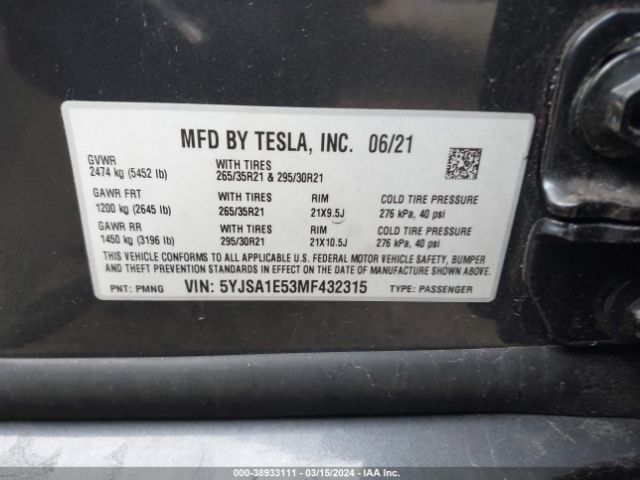 MFD BY TESLA, INC. 06/21
GVWR WITH TIRES
2474 kg (5452 lb) 265/35R21 & 295/30R21
GAWR FRT WITH TIRES RIM COLD TIRE PRESSURE
1200 kg (2645 lb) 265/35R21 21X9.5J 276 kPa, 40 psi
GAWR RR WITH TIRES RIM COLD TIRE PRESSURE
1450 kg (3196 lb) 295/30R21 21X10.5J 276 kPa, 40 psi
THIS VEHICLE CONFORMS TO ALL APPLICABLE FEDERAL MOTOR VEHICLE SAFETY, BUMPER
AND THEFT PREVENTION STANDARDS IN EFFECT ON THE DATE OF MANUFACTURE SHOWN ABOVE.
PNT: PMNG VIN: 5YJSA1E53MF432315 TYPE: PASSENGER
© COPART - 38933111 - 03/15/2024 - IAA Inc.